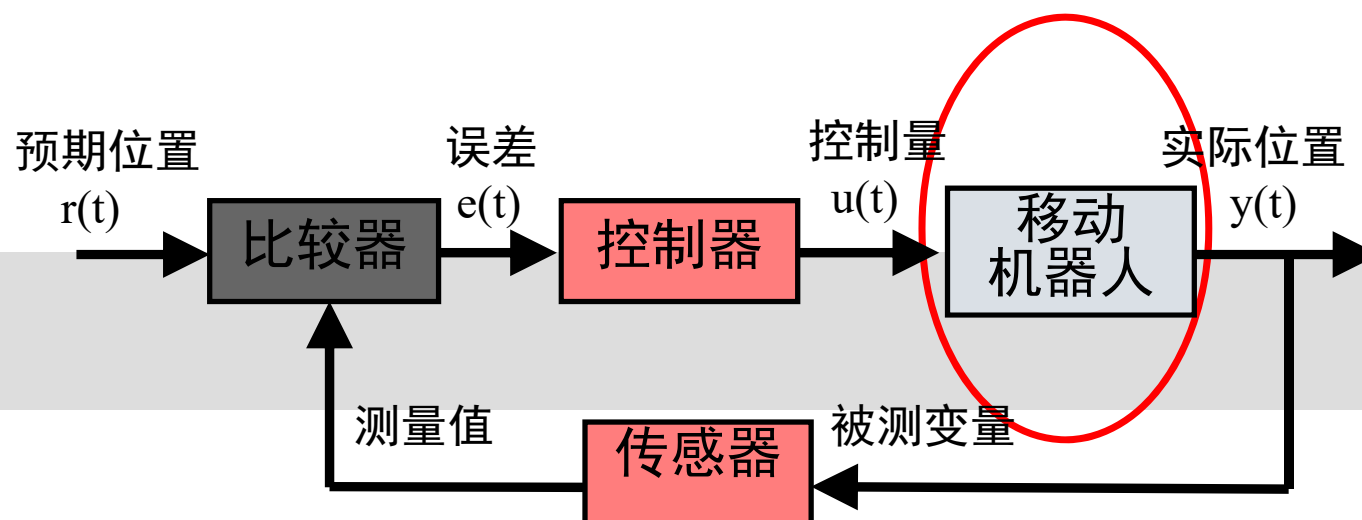 预期位置
r(t)
比较器
误差
e(t)
控制器
控制量
u(t)
移动
机器人
实际位置
y(t)
测量值
传感器
被测变量